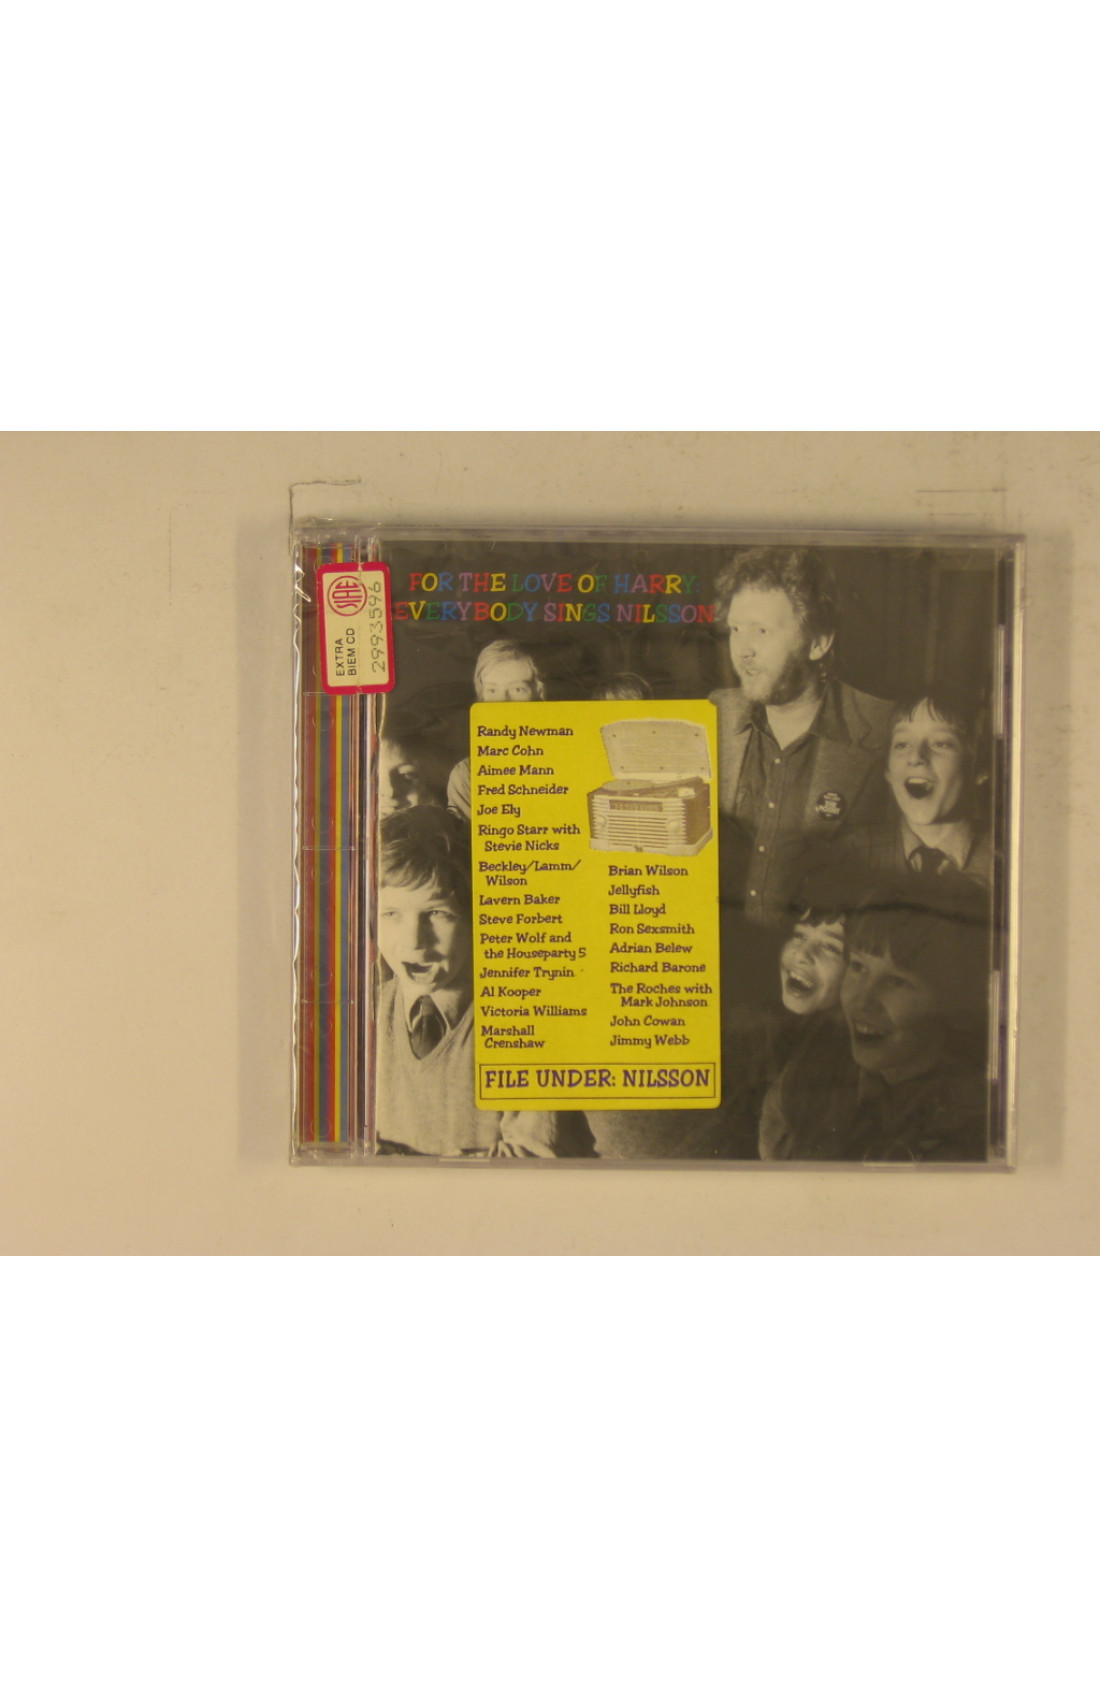 FOR THE LOVE OF HARRY:
EVERYBODY SINGS NILSSON
SIAE
EXTRA
BIEM CD
2993596
Randy Newman
Marc Cohn
Aimee Mann
Fred Schneider
Joe Ely
Ringo Starr with
Stevie Nicks
Beckley/Lamm/
Wilson
Lavern Baker
Steve Forbert
Peter Wolf and
the Houseparty 5
Jennifer Trynin
Al Kooper
Victoria Williams
Marshall
Crenshaw
Brian Wilson
Jellyfish
Bill Lloyd
Ron Sexsmith
Adrian Belew
Richard Barone
The Roches with
Mark Johnson
John Cowan
Jimmy Webb
FILE UNDER: NILSSON